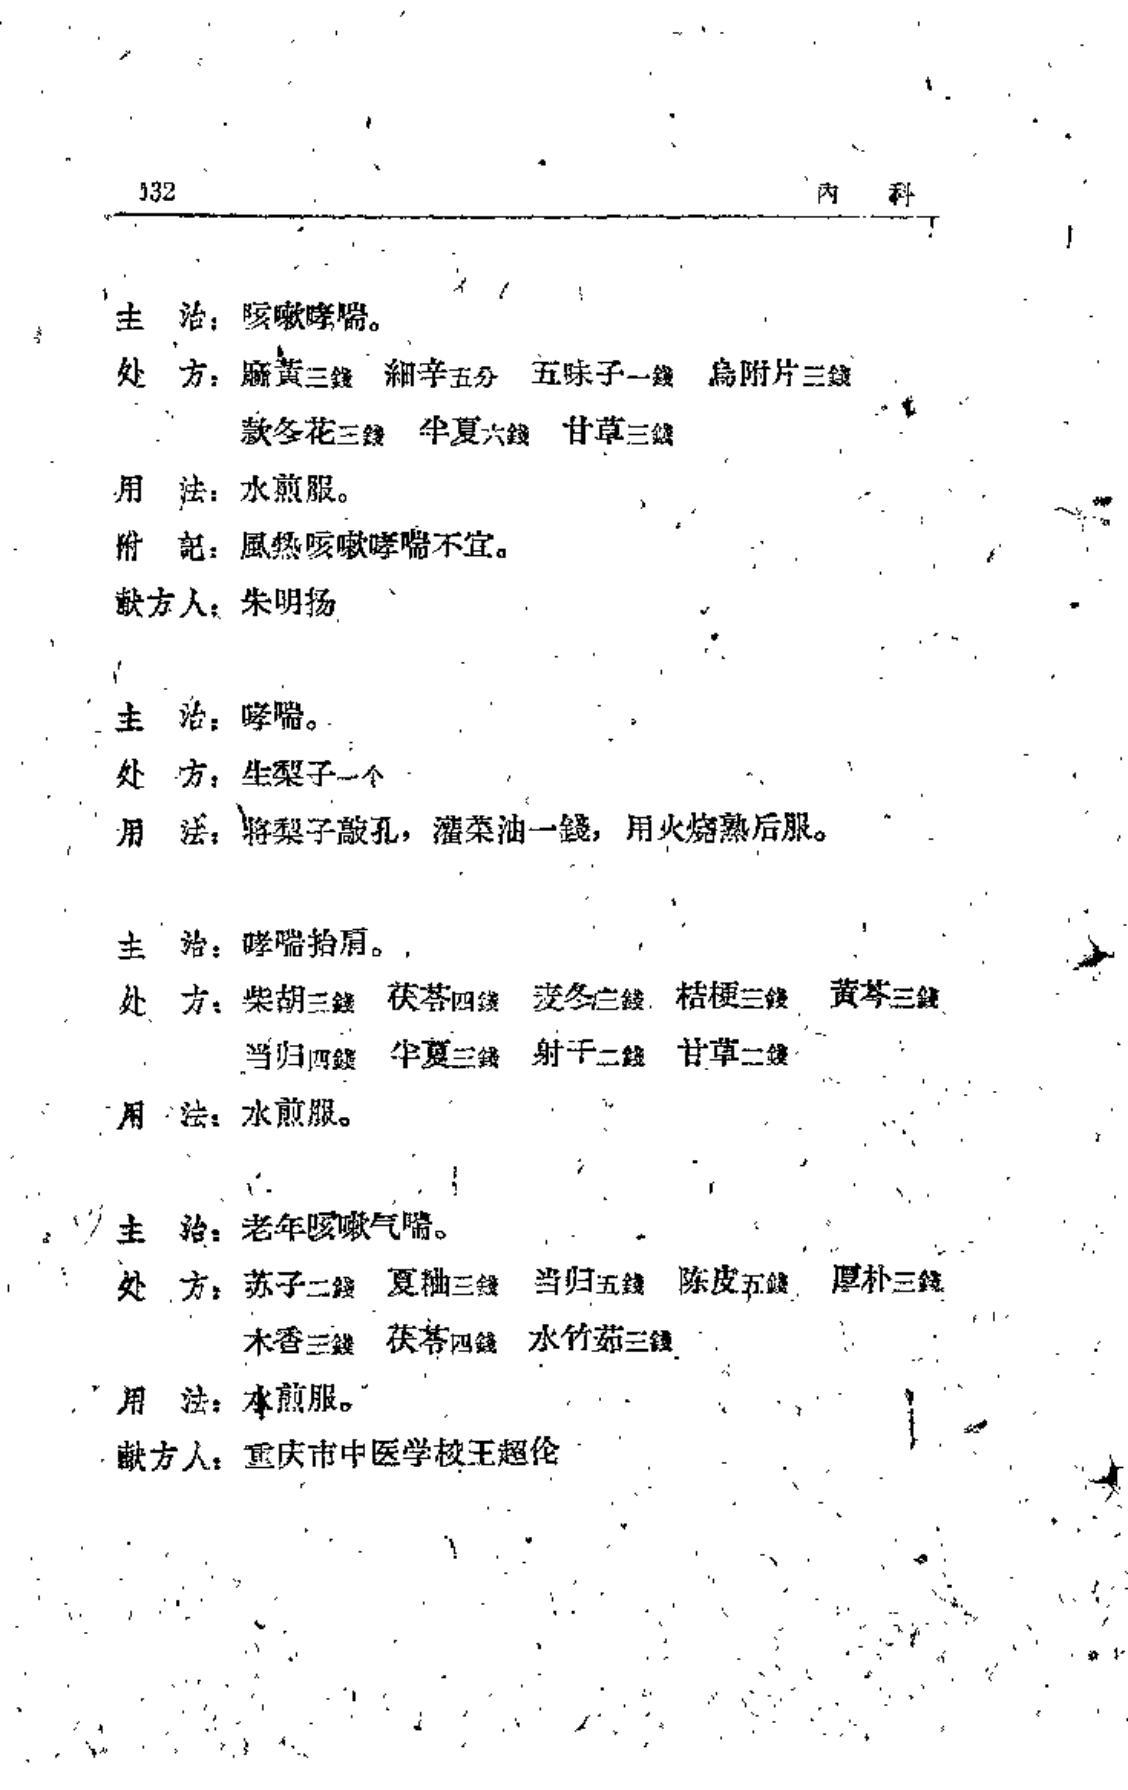 132 內 科
主 治：咳嗽哮喘。
处 方：麻黃三錢 細辛五分 五味子一錢 烏附片三錢
款冬花三錢 半夏六錢 甘草三錢
用 法：水煎服。
附 記：風热咳嗽哮喘不宜。
献方人：朱明扬
主 治：哮喘。
处 方：生梨子一个
用 法：将梨子敲孔，灌菜油一錢，用火烧熟后服。
主 治：哮喘抬肩。
处 方：柴胡三錢 茯苓四錢 麦冬三錢 桔梗三錢 黃芩三錢
当归四錢 半夏三錢 射干二錢 甘草二錢
用 法：水煎服。
主 治：老年咳嗽气喘。
处 方：苏子二錢 夏粬三錢 当归五錢 陈皮五錢 厚朴三錢
木香三錢 茯苓四錢 水竹茹三錢
用 法：水煎服。
献方人：重庆市中医学校王超伦